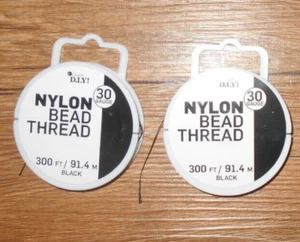 D.I.Y!
NYLON
BEAD
THREAD
30
GAUGE
300 FT / 91.4 M
BLACK
D.I.Y!
NYLON
BEAD
THREAD
30
GAUGE
300 FT / 91.4 M
BLACK